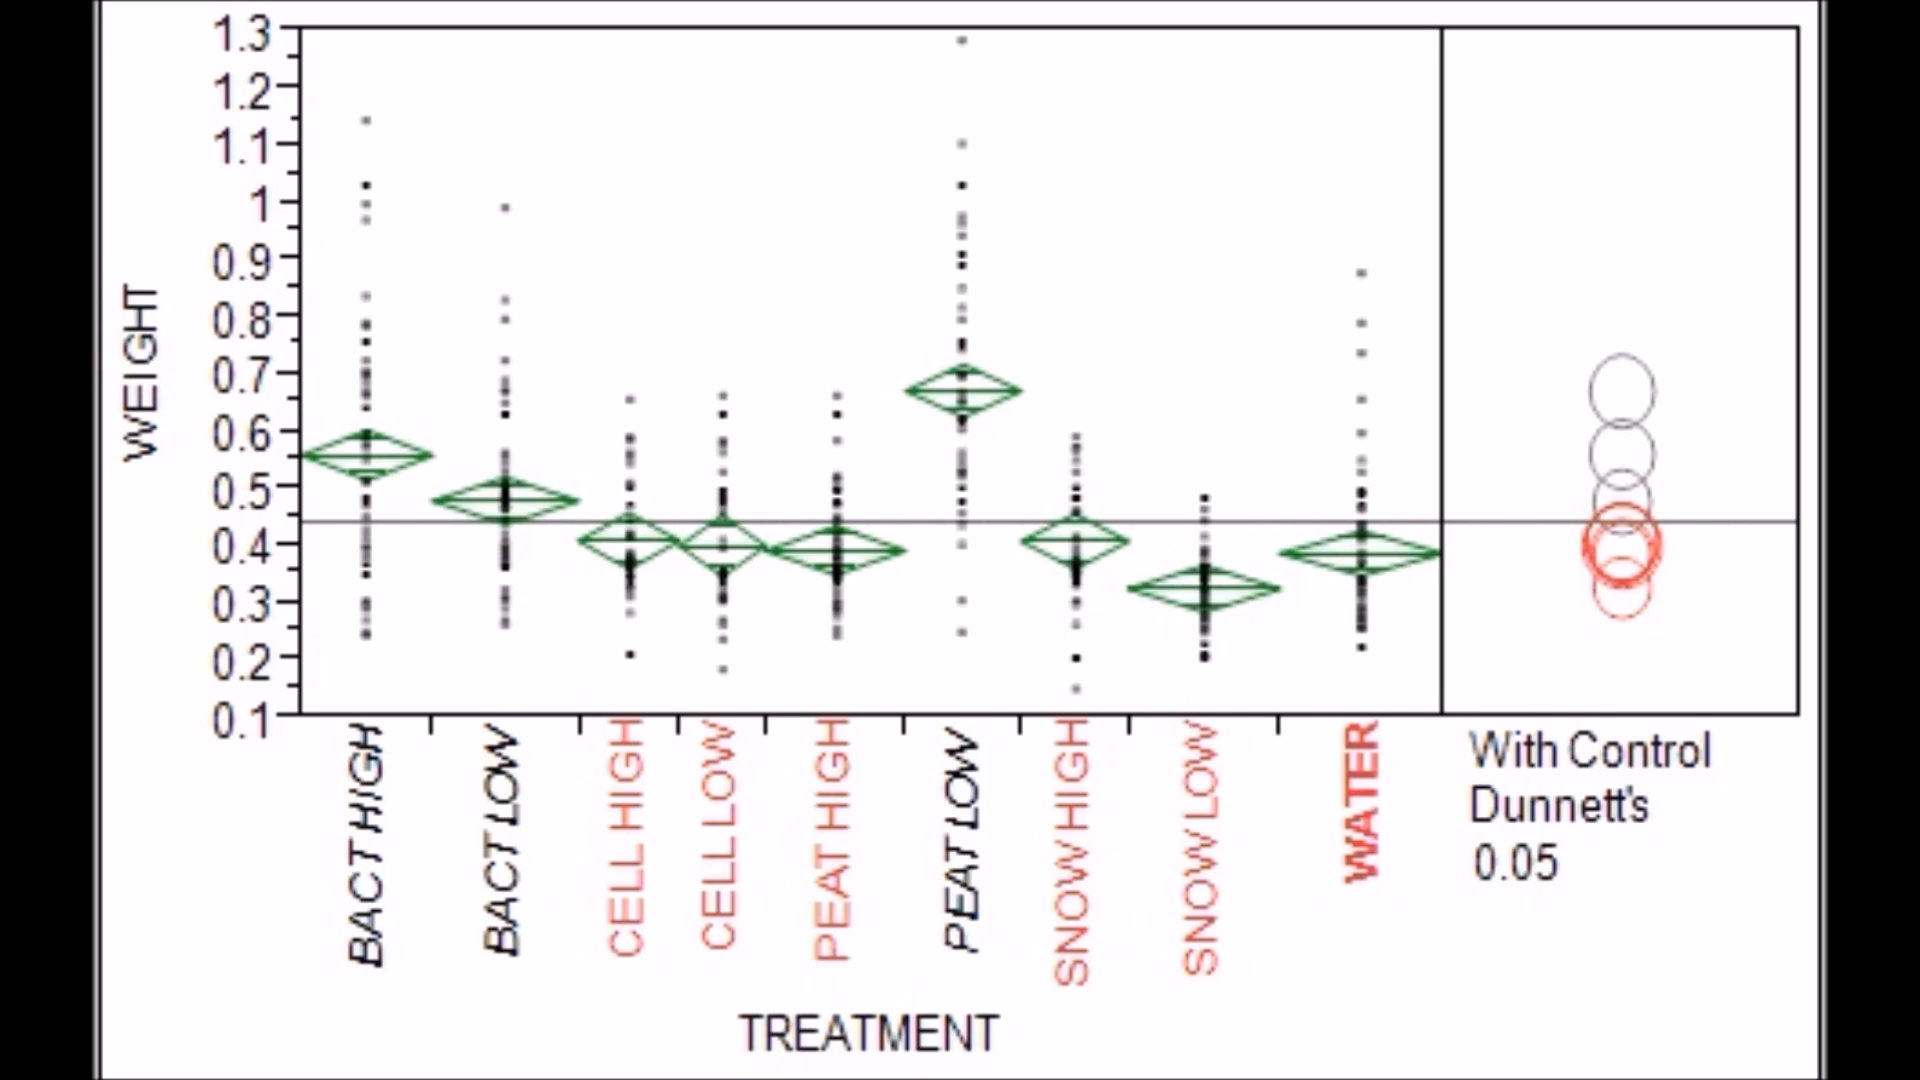 1.3
1.2
1.1
1
0.9
0.8
0.7
0.6
0.5
0.4
0.3
0.2
0.1
WEIGHT
BACT HIGH
BACT LOW
CELL HIGH
CELL LOW
PEAT HIGH
PEAT LOW
SNOW HIGH
SNOW LOW
WATER
With Control
Dunnett's
0.05
TREATMENT